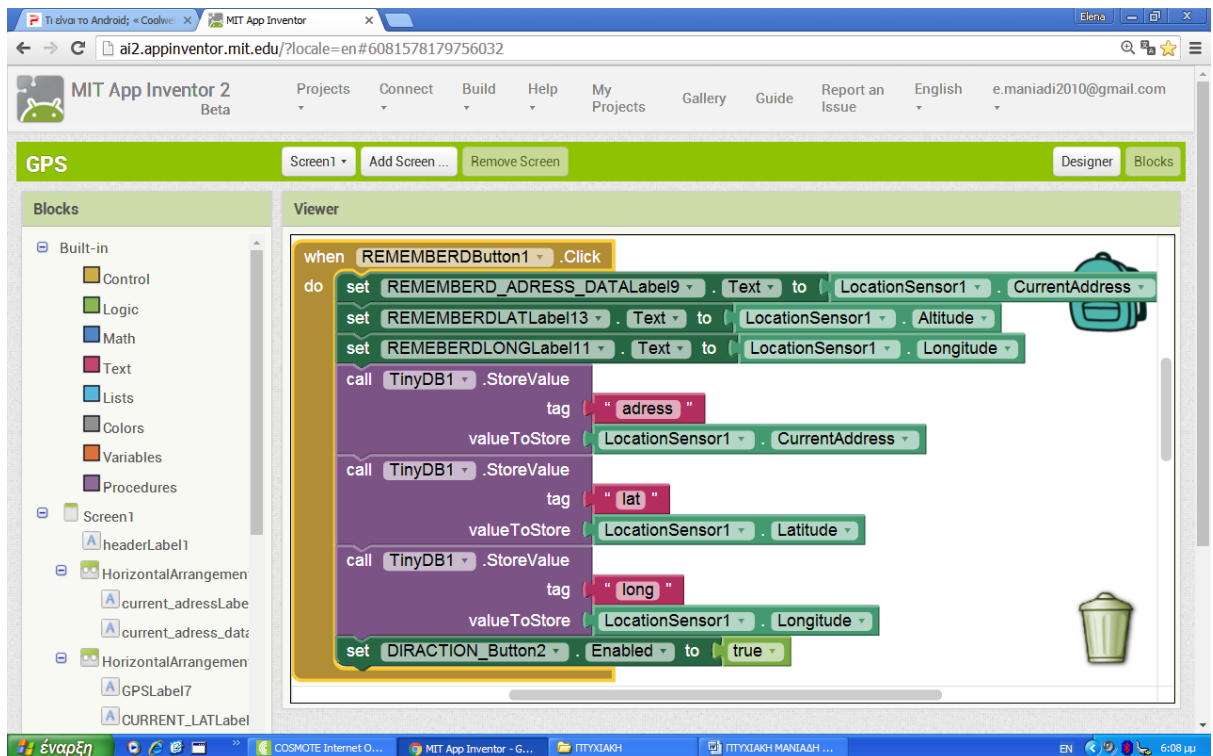 Τι είναι το Android; « Coolwe
MIT App Inventor
Elena
ai2.appinventor.mit.edu/?locale=en#6081578179756032
MIT App Inventor 2
Beta
Projects
Connect
Build
Help
My Projects
Gallery
Guide
Report an Issue
English
e.maniadi2010@gmail.com
GPS
Screen1
Add Screen ...
Remove Screen
Designer
Blocks
Blocks
Viewer
Built-in
Control
Logic
Math
Text
Lists
Colors
Variables
Procedures
Screen1
headerLabel1
HorizontalArrangemen
current_adressLabe
current_adress_data
HorizontalArrangemen
GPSLabel7
CURRENT_LATLabel
when REMEMBERDButton1 .Click
do set REMEMBERD_ADRESS_DATALabel9 . Text to LocationSensor1 . CurrentAddress
set REMEMBERDLATLabel13 . Text to LocationSensor1 . Altitude
set REMEBERDLONGLabel11 . Text to LocationSensor1 . Longitude
call TinyDB1 .StoreValue
tag " adress "
valueToStore LocationSensor1 . CurrentAddress
call TinyDB1 .StoreValue
tag " lat "
valueToStore LocationSensor1 . Latitude
call TinyDB1 .StoreValue
tag " long "
valueToStore LocationSensor1 . Longitude
set DIRACTION_Button2 . Enabled to true
έναρξη
COSMOTE Internet O...
MIT App Inventor - G...
ΠΤΥΧΙΑΚΗ
ΠΤΥΧΙΑΚΗ ΜΑΝΙΑΔΗ ...
EN
6:08 μμ